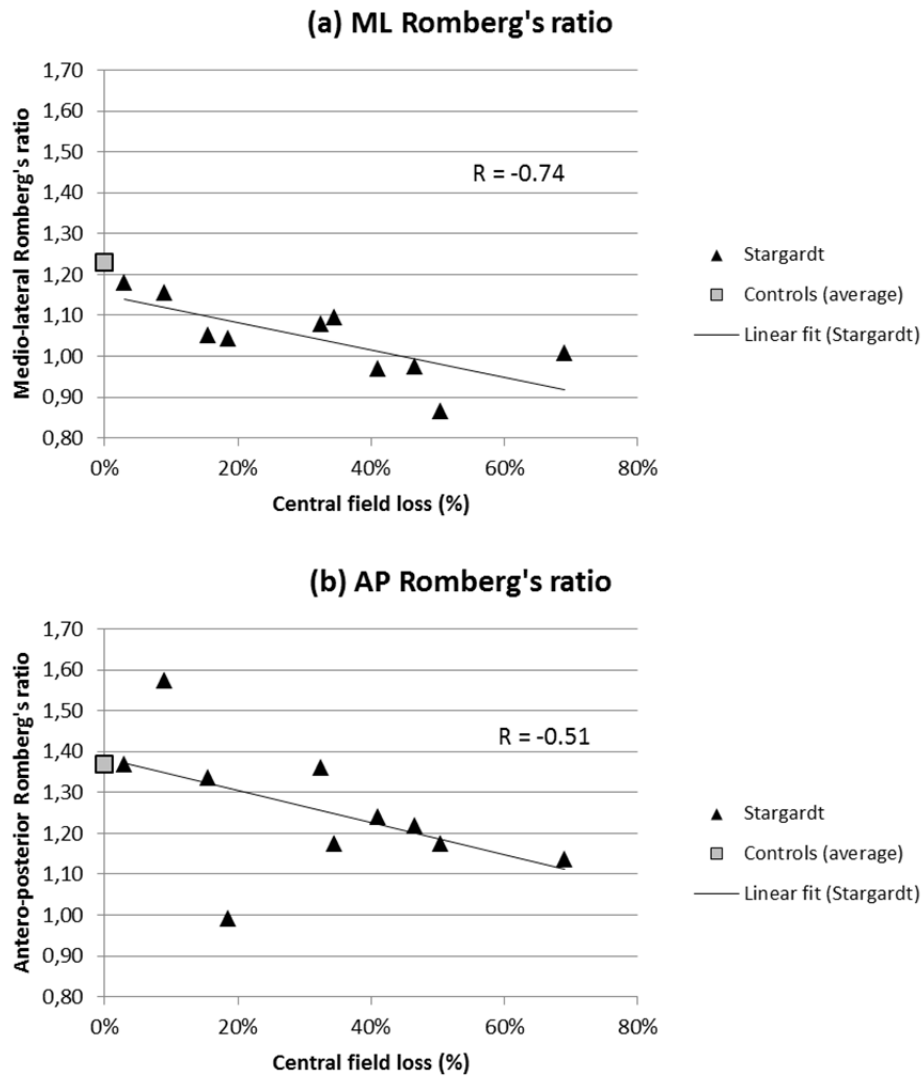 (a) ML Romberg's ratio
Medio-lateral Romberg's ratio
1,70
1,60
1,50
1,40
1,30
1,20
1,10
1,00
0,90
0,80
R = -0.74
0% 20% 40% 60% 80%
Central field loss (%)
Stargardt
Controls (average)
Linear fit (Stargardt)
(b) AP Romberg's ratio
Antero-posterior Romberg's ratio
1,70
1,60
1,50
1,40
1,30
1,20
1,10
1,00
0,90
0,80
R = -0.51
0% 20% 40% 60% 80%
Central field loss (%)
Stargardt
Controls (average)
Linear fit (Stargardt)